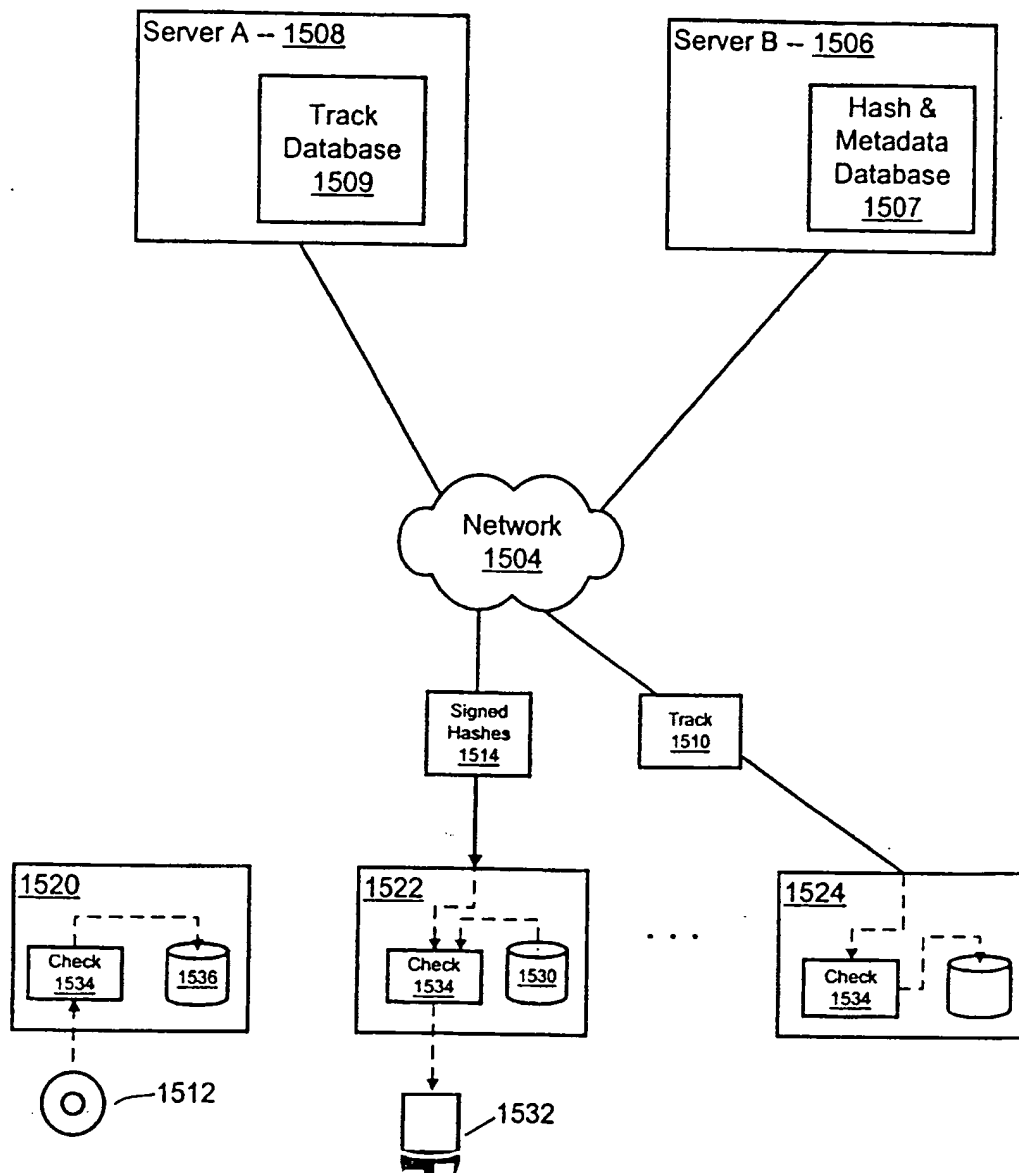 Server A – 1508
Track
Database
1509
Server B – 1506
Hash &
Metadata
Database
1507
Network
1504
Signed
Hashes
1514
Track
1510
1520
Check
1534
1536
1522
Check
1534
1530
. . .
1524
Check
1534
1512
1532